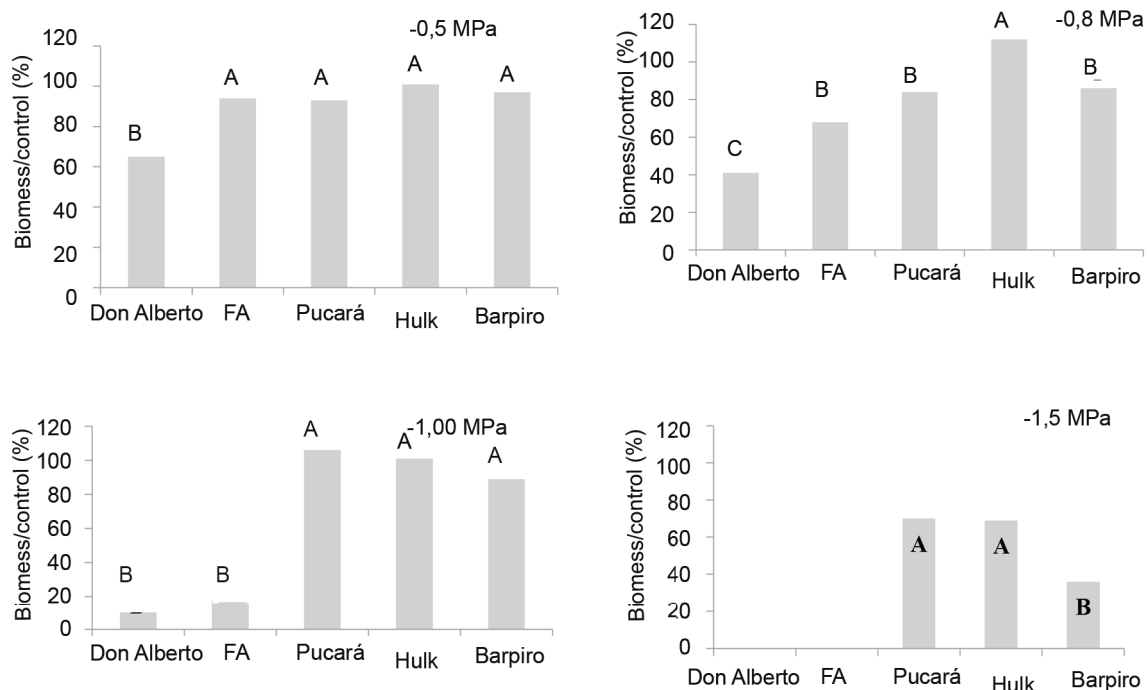 -0,5 MPa
Biomess/control (%)
120
100
80
60
40
20
0
B
A
A
A
A
Don Alberto
FA
Pucará
Hulk
Barpiro
-0,8 MPa
Biomess/control (%)
120
100
80
60
40
20
0
C
B
B
A
B
Don Alberto
FA
Pucará
Hulk
Barpiro
-1,00 MPa
Biomess/control (%)
120
100
80
60
40
20
0
B
B
A
A
A
Don Alberto
FA
Pucará
Hulk
Barpiro
-1,5 MPa
Biomess/control (%)
120
100
80
60
40
20
0
A
A
B
Don Alberto
FA
Pucará
Hulk
Barpiro